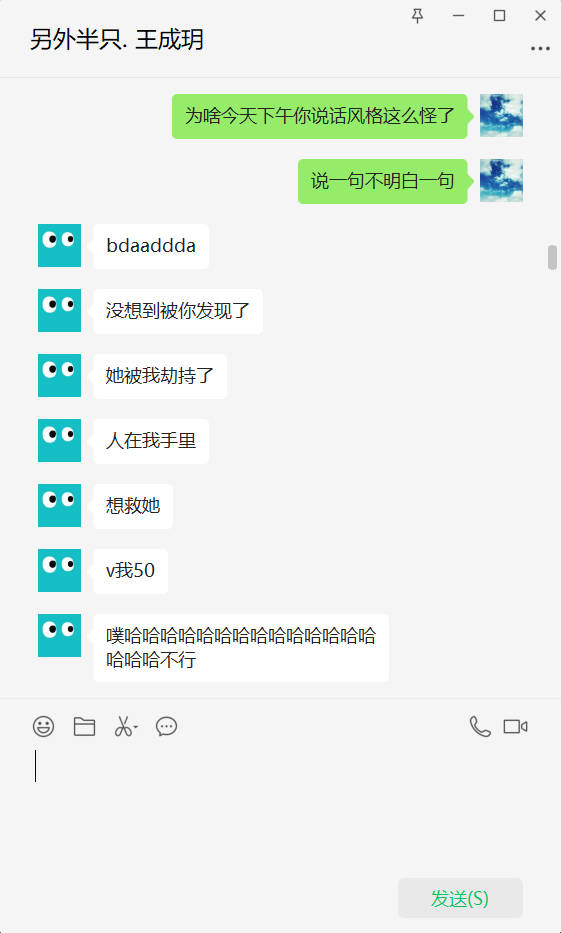 另外半只. 王成玥
为啥今天下午你说话风格这么怪了
说一句不明白一句
bdaaddda
没想到被你发现了
她被我劫持了
人在我手里
想救她
v我50
噗哈哈哈哈哈哈哈哈哈哈哈哈哈哈
哈哈哈不行
发送(S)